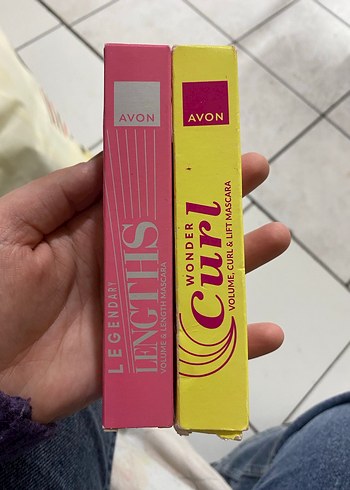 AVON
LEGENDARY
LENGTHS
VOLUME & LENGTH MASCARA
AVON
WONDER
Curl
VOLUME, CURL & LIFT MASCARA